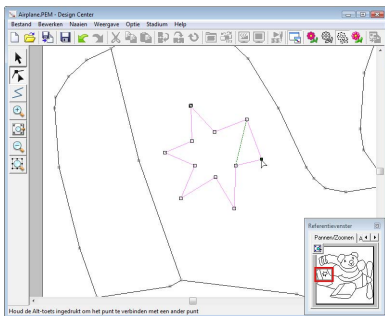 Airplane.PEM - Design Center
Bestand Bewerken Naaien Weergave Optie Stadium Help
Referentievenster
Pannen/Zoomen
Houd de Alt-toets ingedrukt om het punt te verbinden met een ander punt